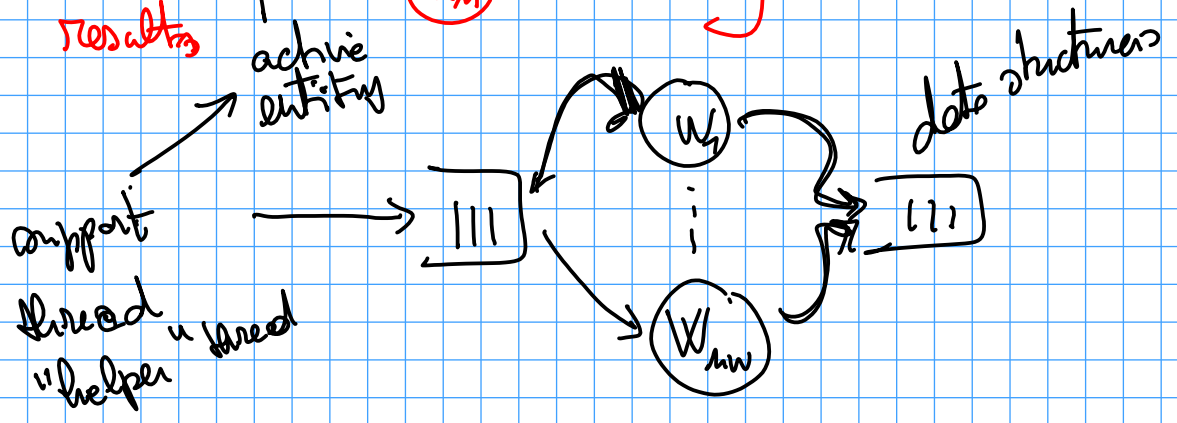 results
active
entity
data structures
W1
support
thread
"helper" thread
Wnw